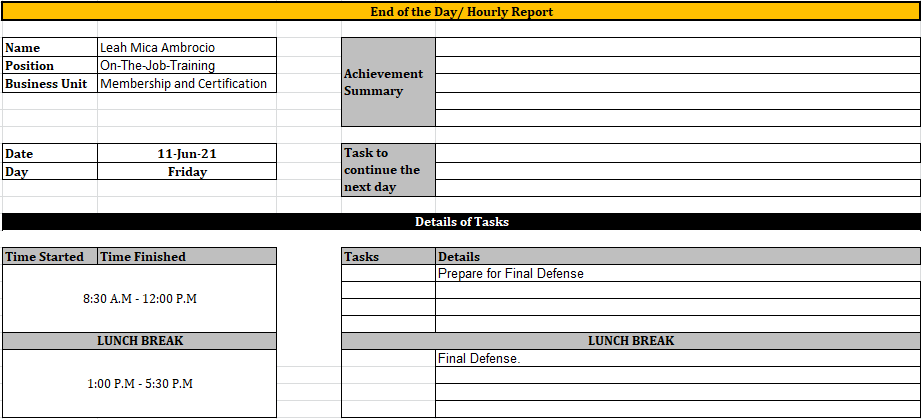 End of the Day/ Hourly Report
Name Leah Mica Ambrocio
Position On-The-Job-Training
Business Unit Membership and Certification
Achievement
Summary
Date 11-Jun-21
Day Friday
Task to
continue the
next day
Details of Tasks
Time Started Time Finished Tasks Details
8:30 A.M - 12:00 P.M
Prepare for Final Defense
LUNCH BREAK LUNCH BREAK
1:00 P.M - 5:30 P.M
Final Defense.